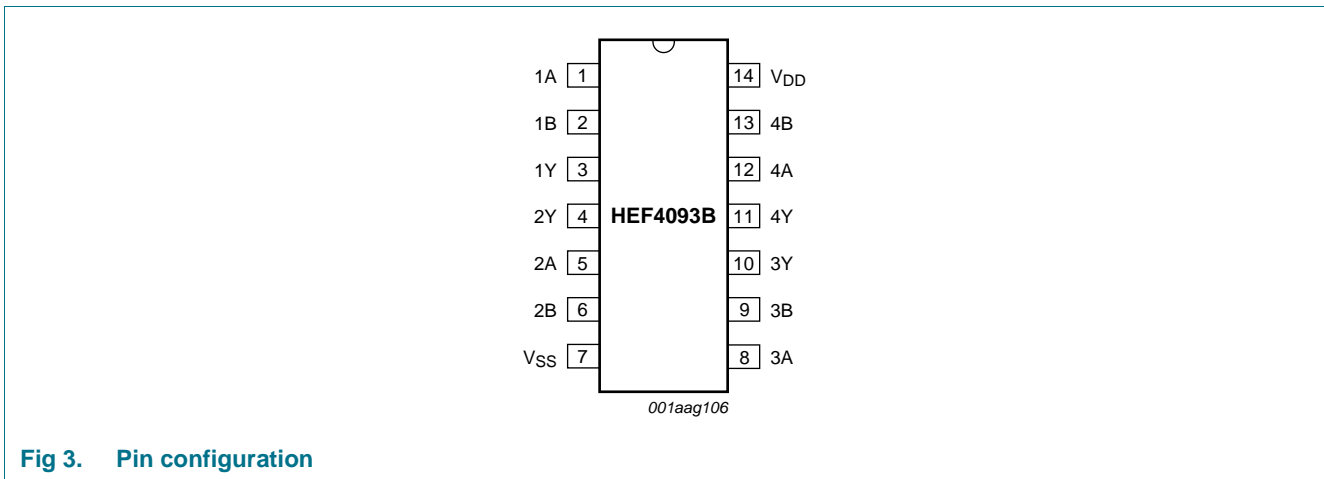 1A 1 14 VDD
1B 2 13 4B
1Y 3 12 4A
2Y 4 HEF4093B 11 4Y
2A 5 10 3Y
2B 6 9 3B
VSS 7 8 3A
001aag106
Fig 3. Pin configuration